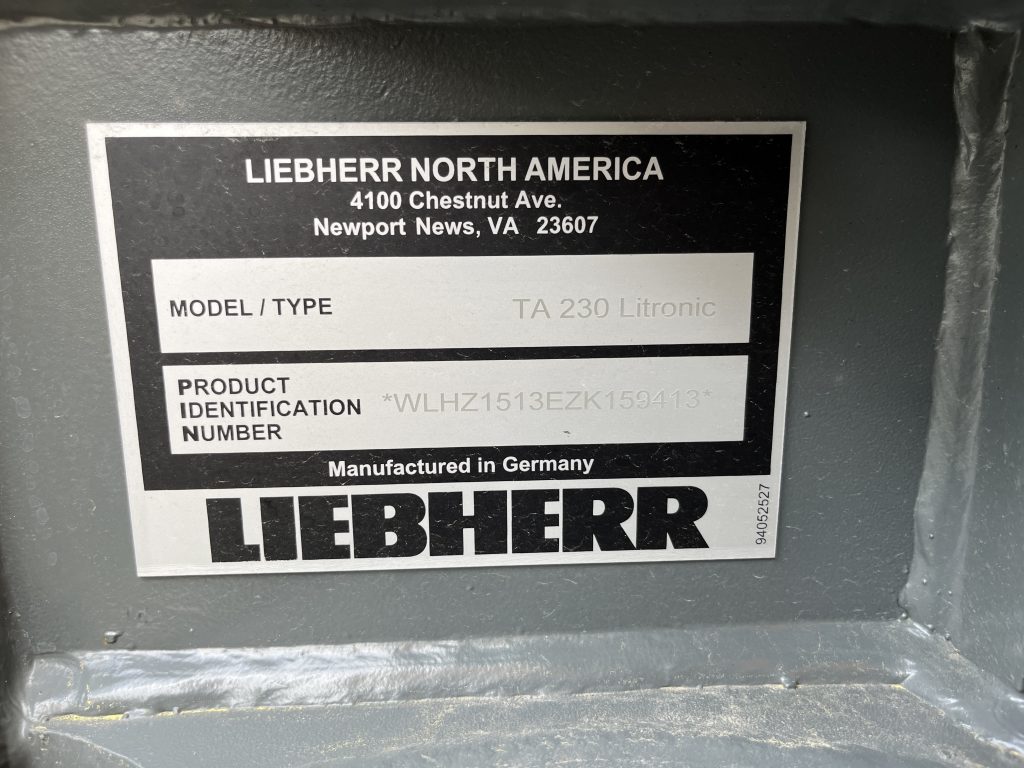 LIEBHERR NORTH AMERICA
4100 Chestnut Ave.
Newport News, VA 23607
MODEL / TYPE TA 230 Litronic
PRODUCT
IDENTIFICATION
NUMBER
*WLHZ1513EZK159413*
Manufactured in Germany
LIEBHERR
94052527